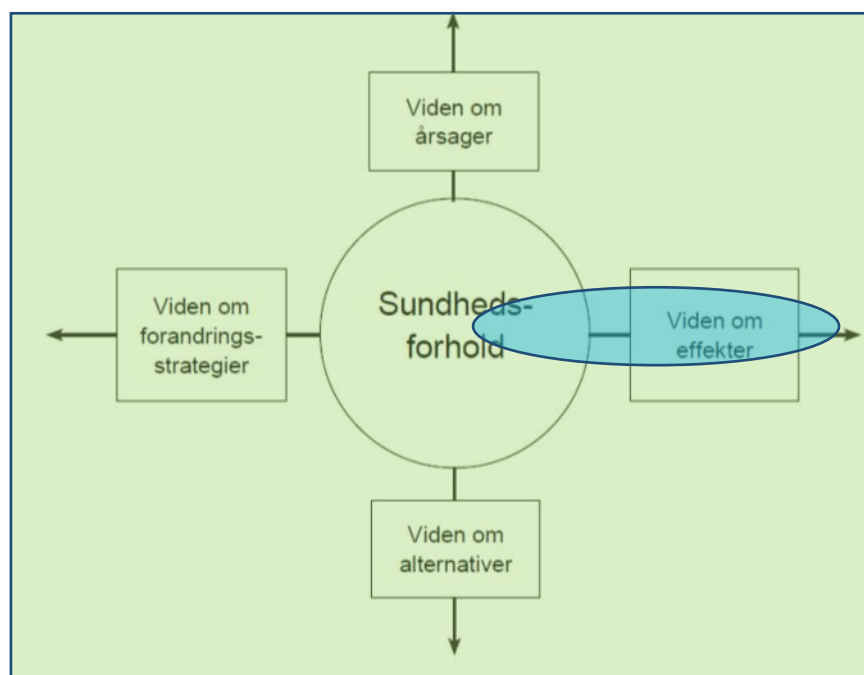 Viden om
årsager
Viden om
forandrings-
strategier
Sundheds-
forhold
Viden om
effekter
Viden om
alternativer